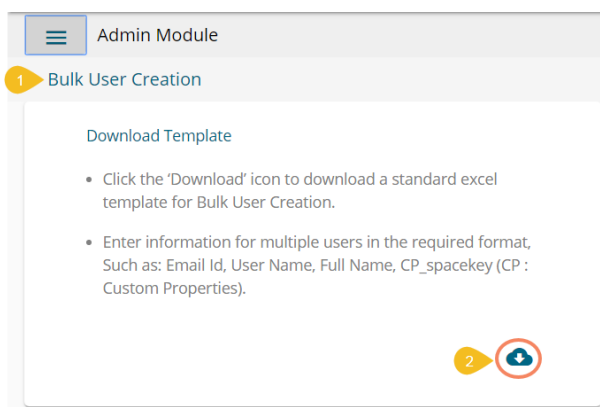 Admin Module
1 Bulk User Creation
Download Template
• Click the ‘Download’ icon to download a standard excel
template for Bulk User Creation.
• Enter information for multiple users in the required format,
Such as: Email Id, User Name, Full Name, CP_spacekey (CP :
Custom Properties).
2